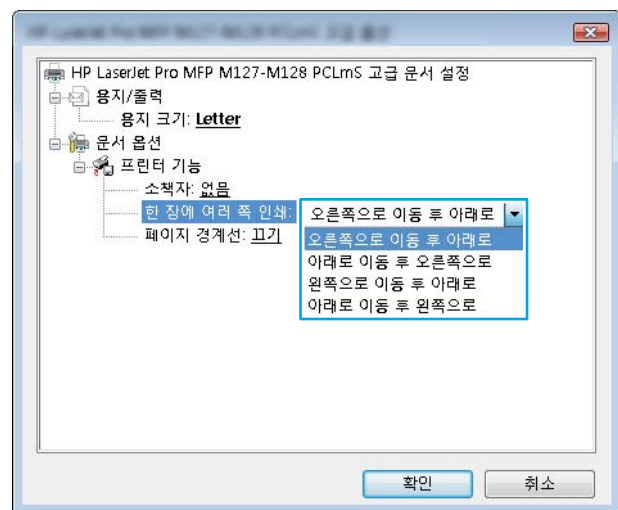 HP LaserJet Pro MFP M127-M128 PCLmS 고급 문서 설정
용지/출력
용지 크기: Letter
문서 옵션
프린터 기능
소책자: 없음
한 장에 여러 쪽 인쇄: 오른쪽으로 이동 후 아래로
오른쪽으로 이동 후 아래로
페이지 경계선: 끄기
아래로 이동 후 오른쪽으로
왼쪽으로 이동 후 아래로
아래로 이동 후 왼쪽으로
확인 취소